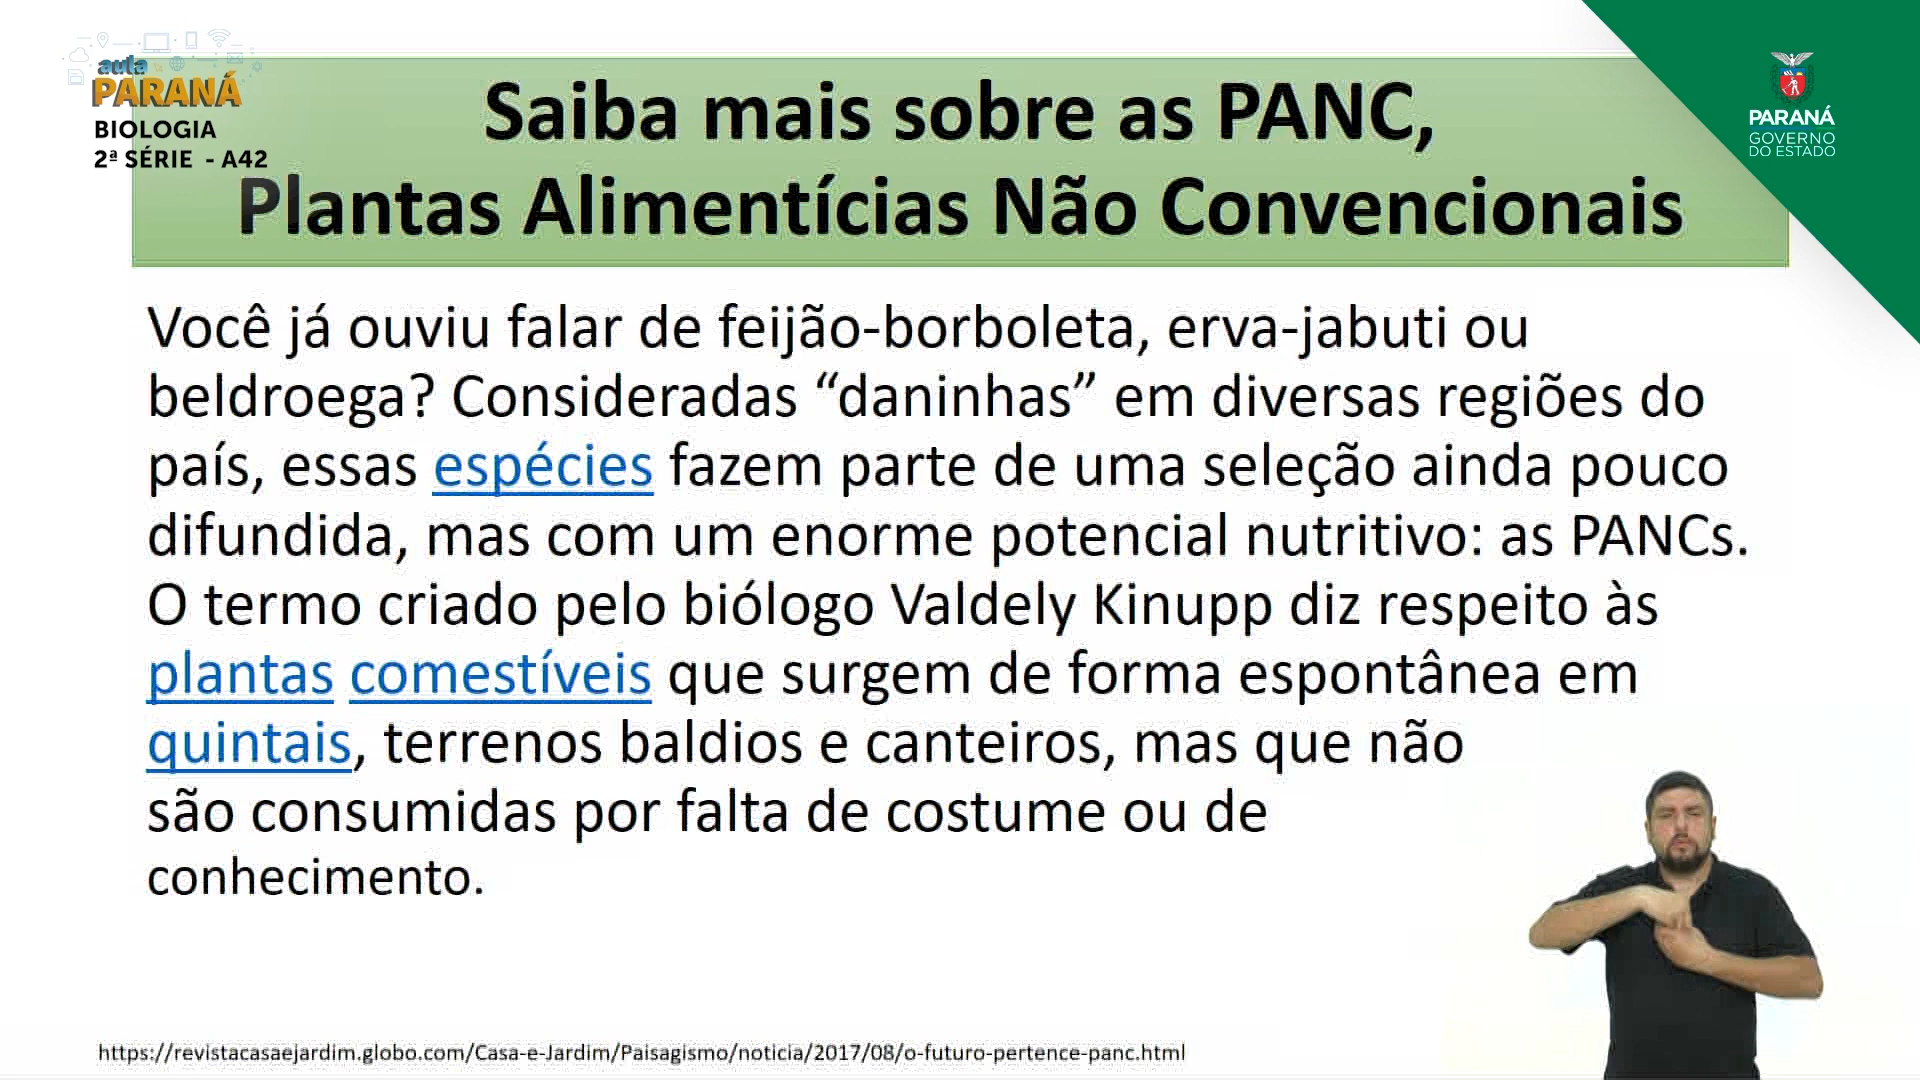 aula
PARANÁ
BIOLOGIA
2ª SÉRIE - A42
Saiba mais sobre as PANC,
Plantas Alimentícias Não Convencionais
PARANÁ
GOVERNO
DO ESTADO
Você já ouviu falar de feijão-borboleta, erva-jabuti ou
beldroega? Consideradas “daninhas” em diversas regiões do
país, essas espécies fazem parte de uma seleção ainda pouco
difundida, mas com um enorme potencial nutritivo: as PANCs.
O termo criado pelo biólogo Valdely Kinupp diz respeito às
plantas comestíveis que surgem de forma espontânea em
quintais, terrenos baldios e canteiros, mas que não
são consumidas por falta de costume ou de
conhecimento.
https://revistacasaejardim.globo.com/Casa-e-Jardim/Paisagismo/noticia/2017/08/o-futuro-pertence-panc.html